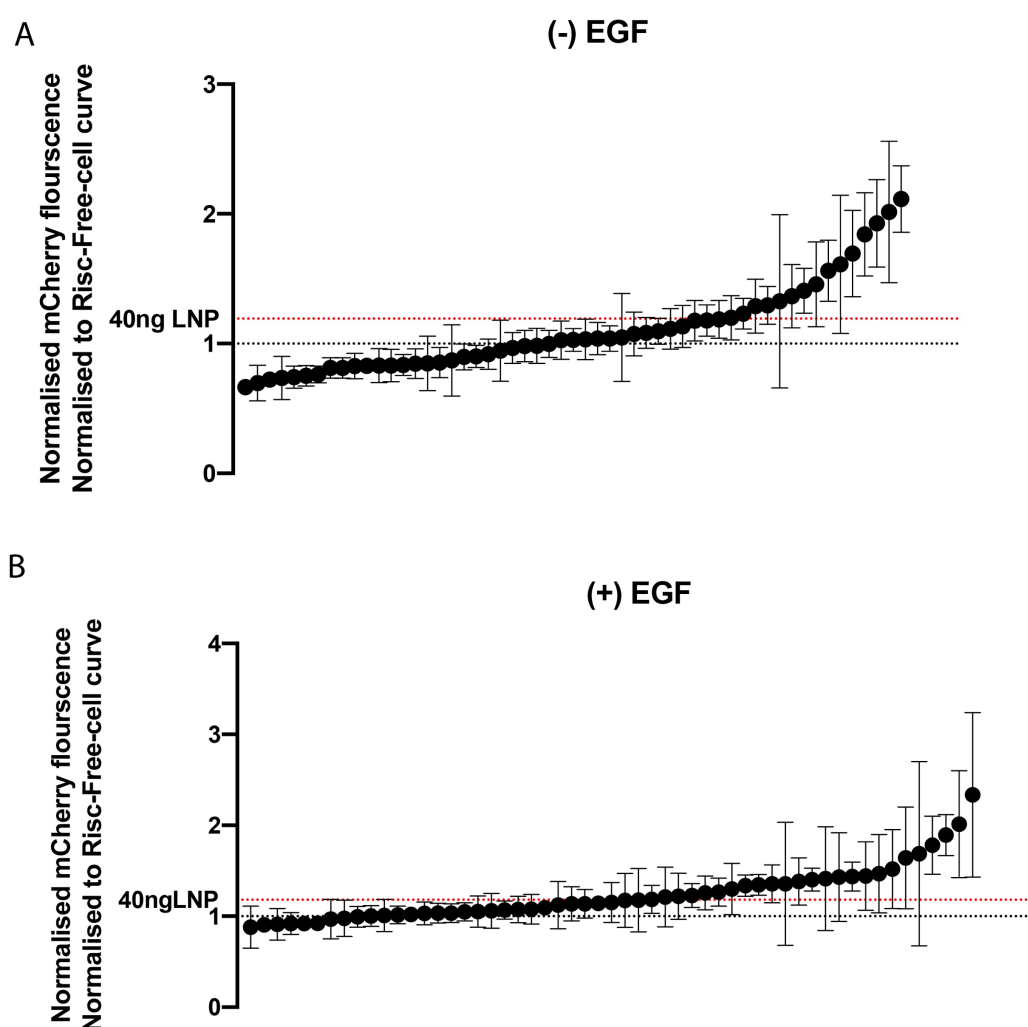 A
(-) EGF
Normalised mCherry flourscence
Normalised to Risc-Free-cell curve
3
2
40ng LNP
1
0
B
(+) EGF
Normalised mCherry flourscence
Normalised to Risc-Free-cell curve
4
3
2
40ngLNP
1
0